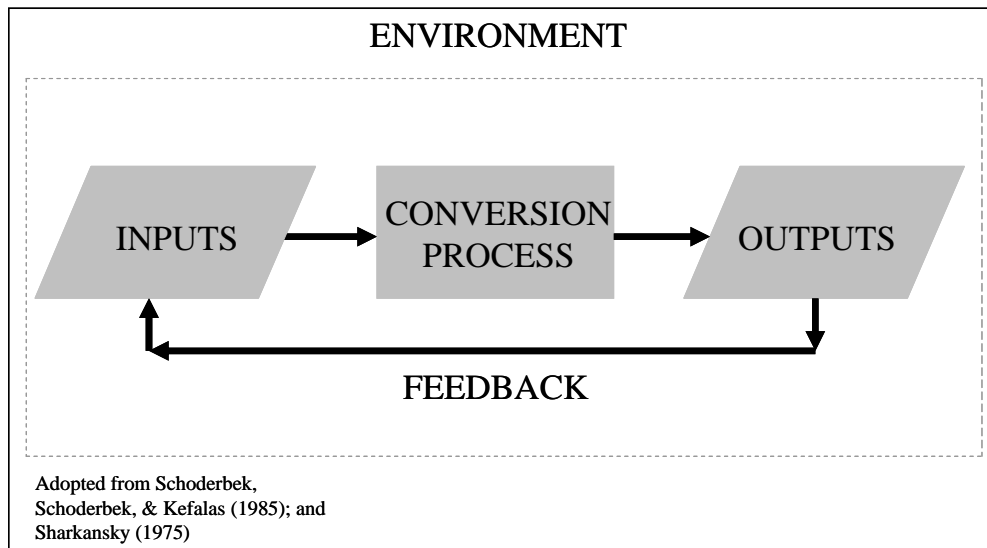 ENVIRONMENT
INPUTS
CONVERSION
PROCESS
OUTPUTS
FEEDBACK
Adopted from Schoderbek,
Schoderbek, & Kefalas (1985); and
Sharkansky (1975)